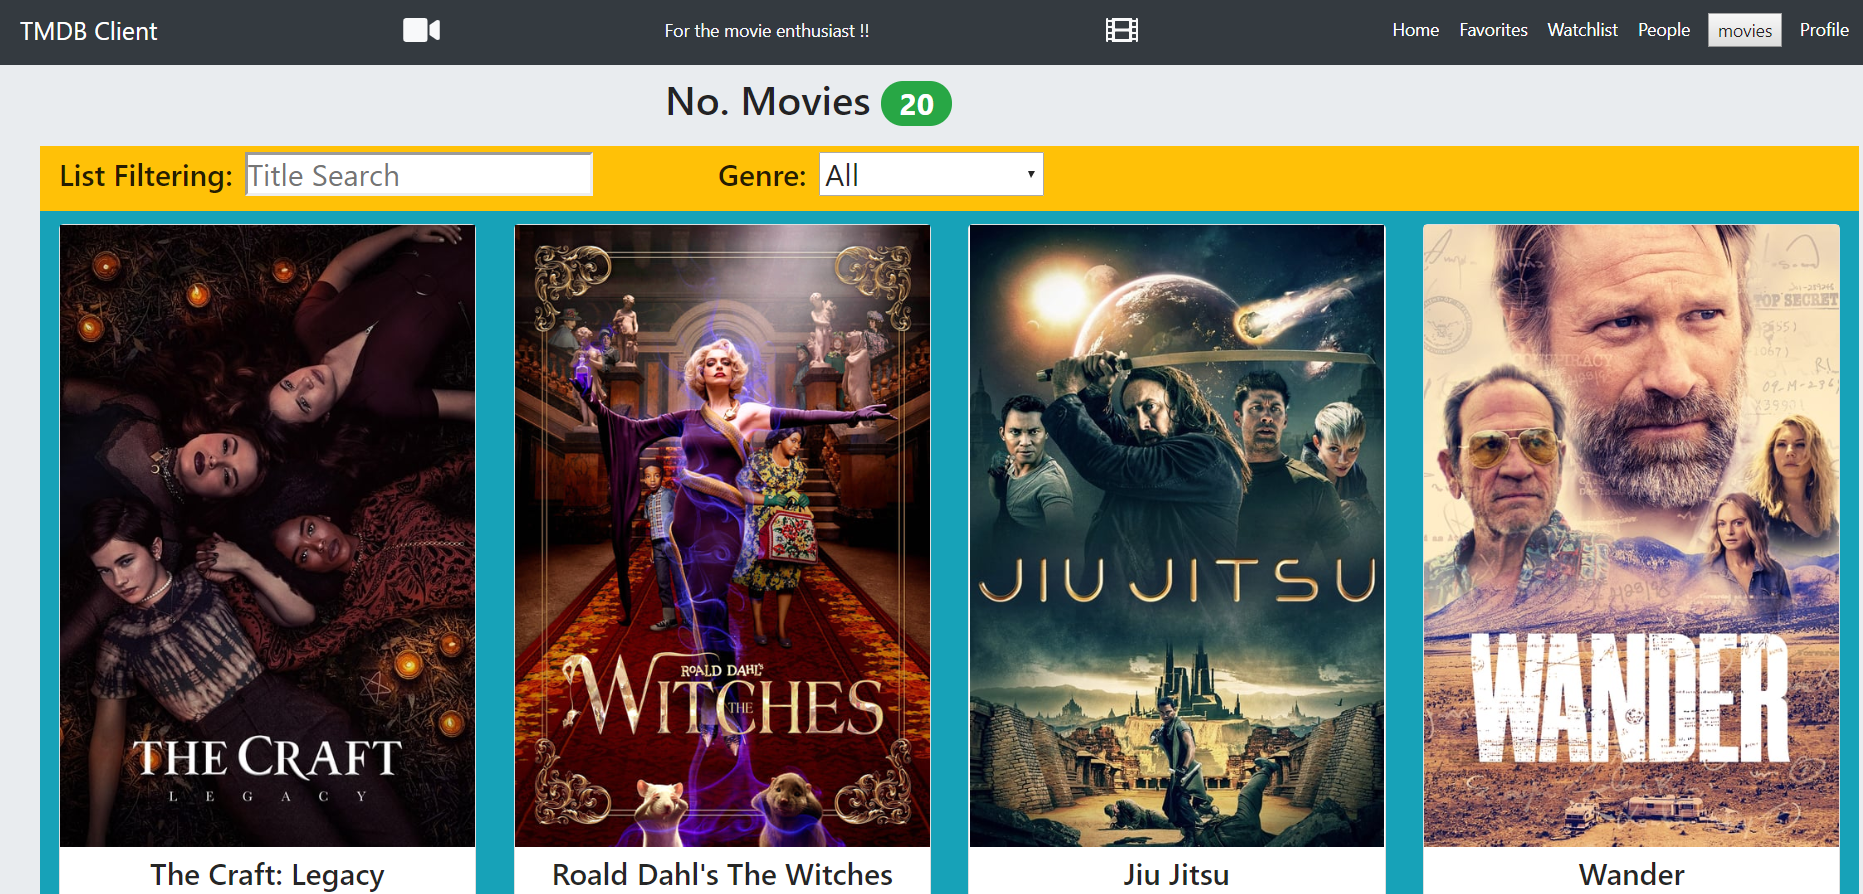 TMDB Client
For the movie enthusiast !!
Home Favorites Watchlist People movies Profile
No. Movies 20
List Filtering: Title Search
Genre: All
THE CRAFT
LEGACY
ROALD DAHL'S
THE
WITCHES
JIU JITSU
TOP SECRET
CONSPIRACY
WANDER
The Craft: Legacy
Roald Dahl's The Witches
Jiu Jitsu
Wander